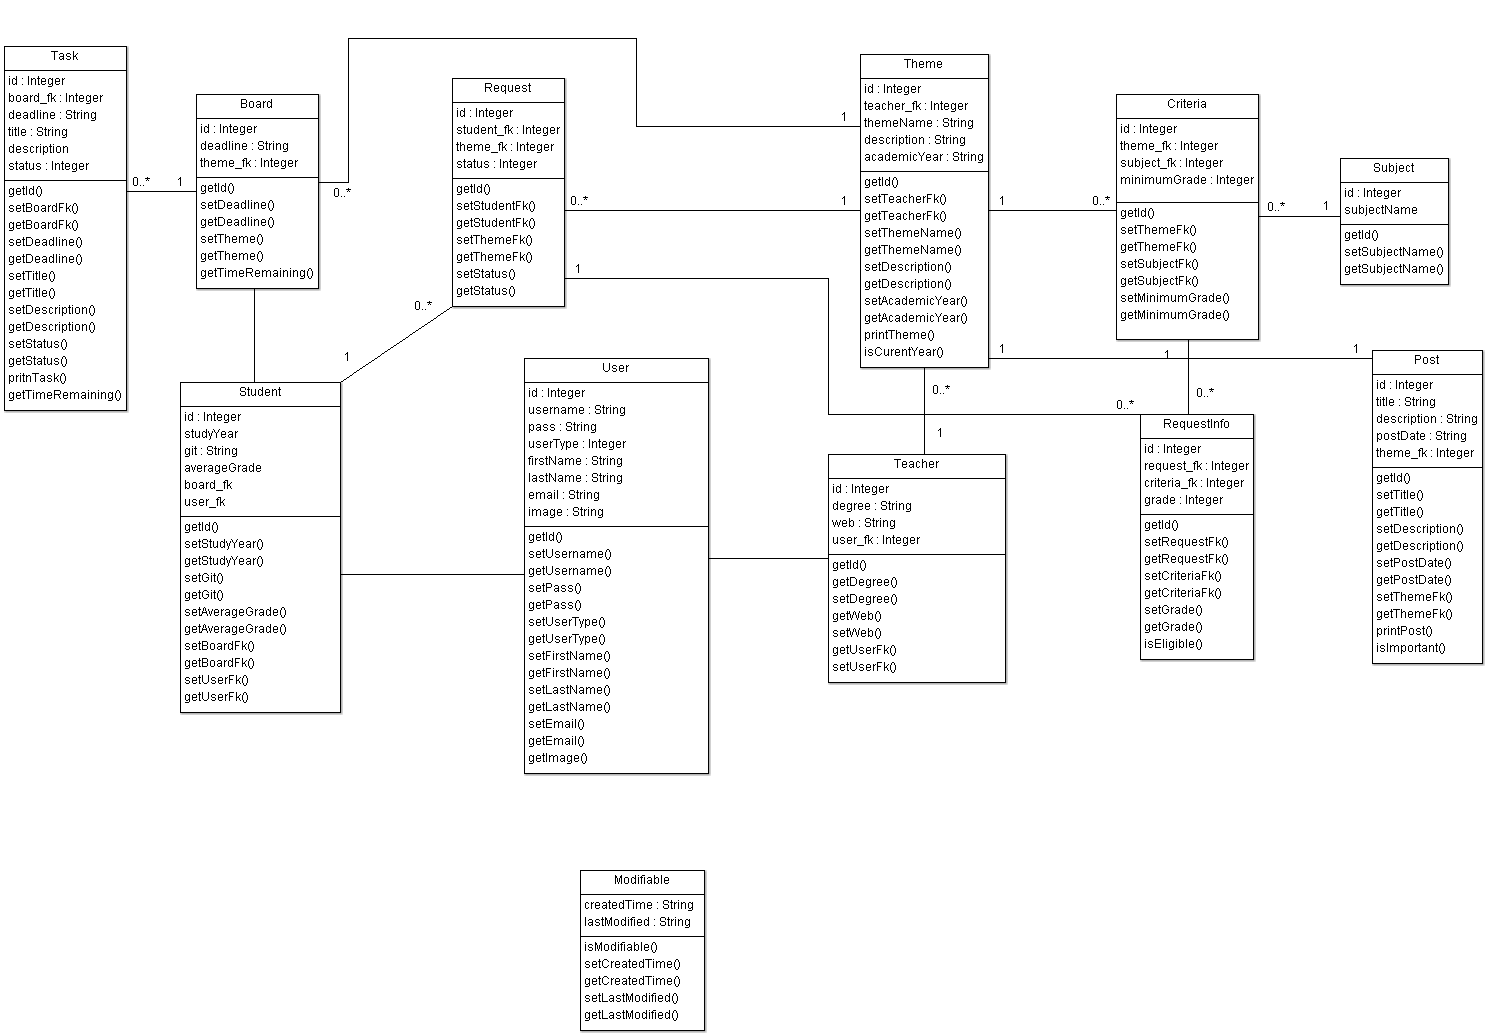 Task
id : Integer
board_fk : Integer
deadline : String
title : String
description
status : Integer
getId()
setBoardFk()
getBoardFk()
setDeadline()
getDeadline()
setTitle()
getTitle()
setDescription()
getDescription()
setStatus()
getStatus()
pritnTask()
getTimeRemaining()
0..*
1
Board
id : Integer
deadline : String
theme_fk : Integer
getId()
setDeadline()
getDeadline()
setTheme()
getTheme()
getTimeRemaining()
0..*
1
Request
id : Integer
student_fk : Integer
theme_fk : Integer
status : Integer
getId()
setStudentFk()
getStudentFk()
setThemeFk()
getThemeFk()
setStatus()
getStatus()
0..*
1
1
0..*
0..*
1
Theme
id : Integer
teacher_fk : Integer
themeName : String
description : String
academicYear : String
getId()
setTeacherFk()
getTeacherFk()
setThemeName()
getThemeName()
setDescription()
getDescription()
setAcademicYear()
getAcademicYear()
printTheme()
isCurentYear()
1
0..*
1
1
0..*
1
Criteria
id : Integer
theme_fk : Integer
subject_fk : Integer
minimumGrade : Integer
getId()
setThemeFk()
getThemeFk()
setSubjectFk()
getSubjectFk()
setMinimumGrade()
getMinimumGrade()
0..*
1
1
0..*
Subject
id : Integer
subjectName
getId()
setSubjectName()
getSubjectName()
Student
id : Integer
studyYear
git : String
averageGrade
board_fk
user_fk
getId()
setStudyYear()
getStudyYear()
setGit()
getGit()
setAverageGrade()
getAverageGrade()
setBoardFk()
getBoardFk()
setUserFk()
getUserFk()
User
id : Integer
username : String
pass : String
userType : Integer
firstName : String
lastName : String
email : String
image : String
getId()
setUsername()
getUsername()
setPass()
getPass()
setUserType()
getUserType()
setFirstName()
getFirstName()
setLastName()
getLastName()
setEmail()
getEmail()
getImage()
Teacher
id : Integer
degree : String
web : String
user_fk : Integer
getId()
getDegree()
setDegree()
getWeb()
setWeb()
getUserFk()
setUserFk()
RequestInfo
id : Integer
request_fk : Integer
criteria_fk : Integer
grade : Integer
getId()
setRequestFk()
getRequestFk()
setCriteriaFk()
getCriteriaFk()
setGrade()
getGrade()
isEligible()
Post
id : Integer
title : String
description : String
postDate : String
theme_fk : Integer
getId()
setTitle()
getTitle()
setDescription()
getDescription()
setPostDate()
getPostDate()
setThemeFk()
getThemeFk()
printPost()
isImportant()
Modifiable
createdTime : String
lastModified : String
isModifiable()
setCreatedTime()
getCreatedTime()
setLastModified()
getLastModified()